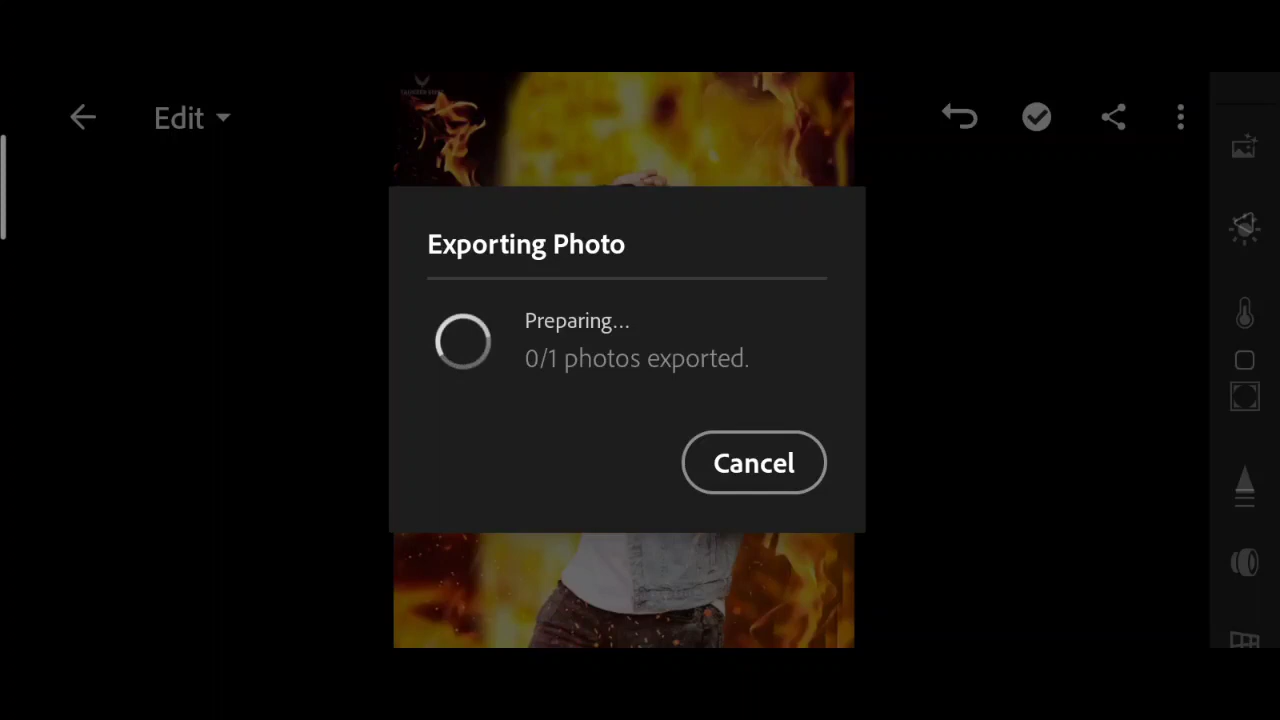 Edit
Exporting Photo
Preparing...
0/1 photos exported.
Cancel